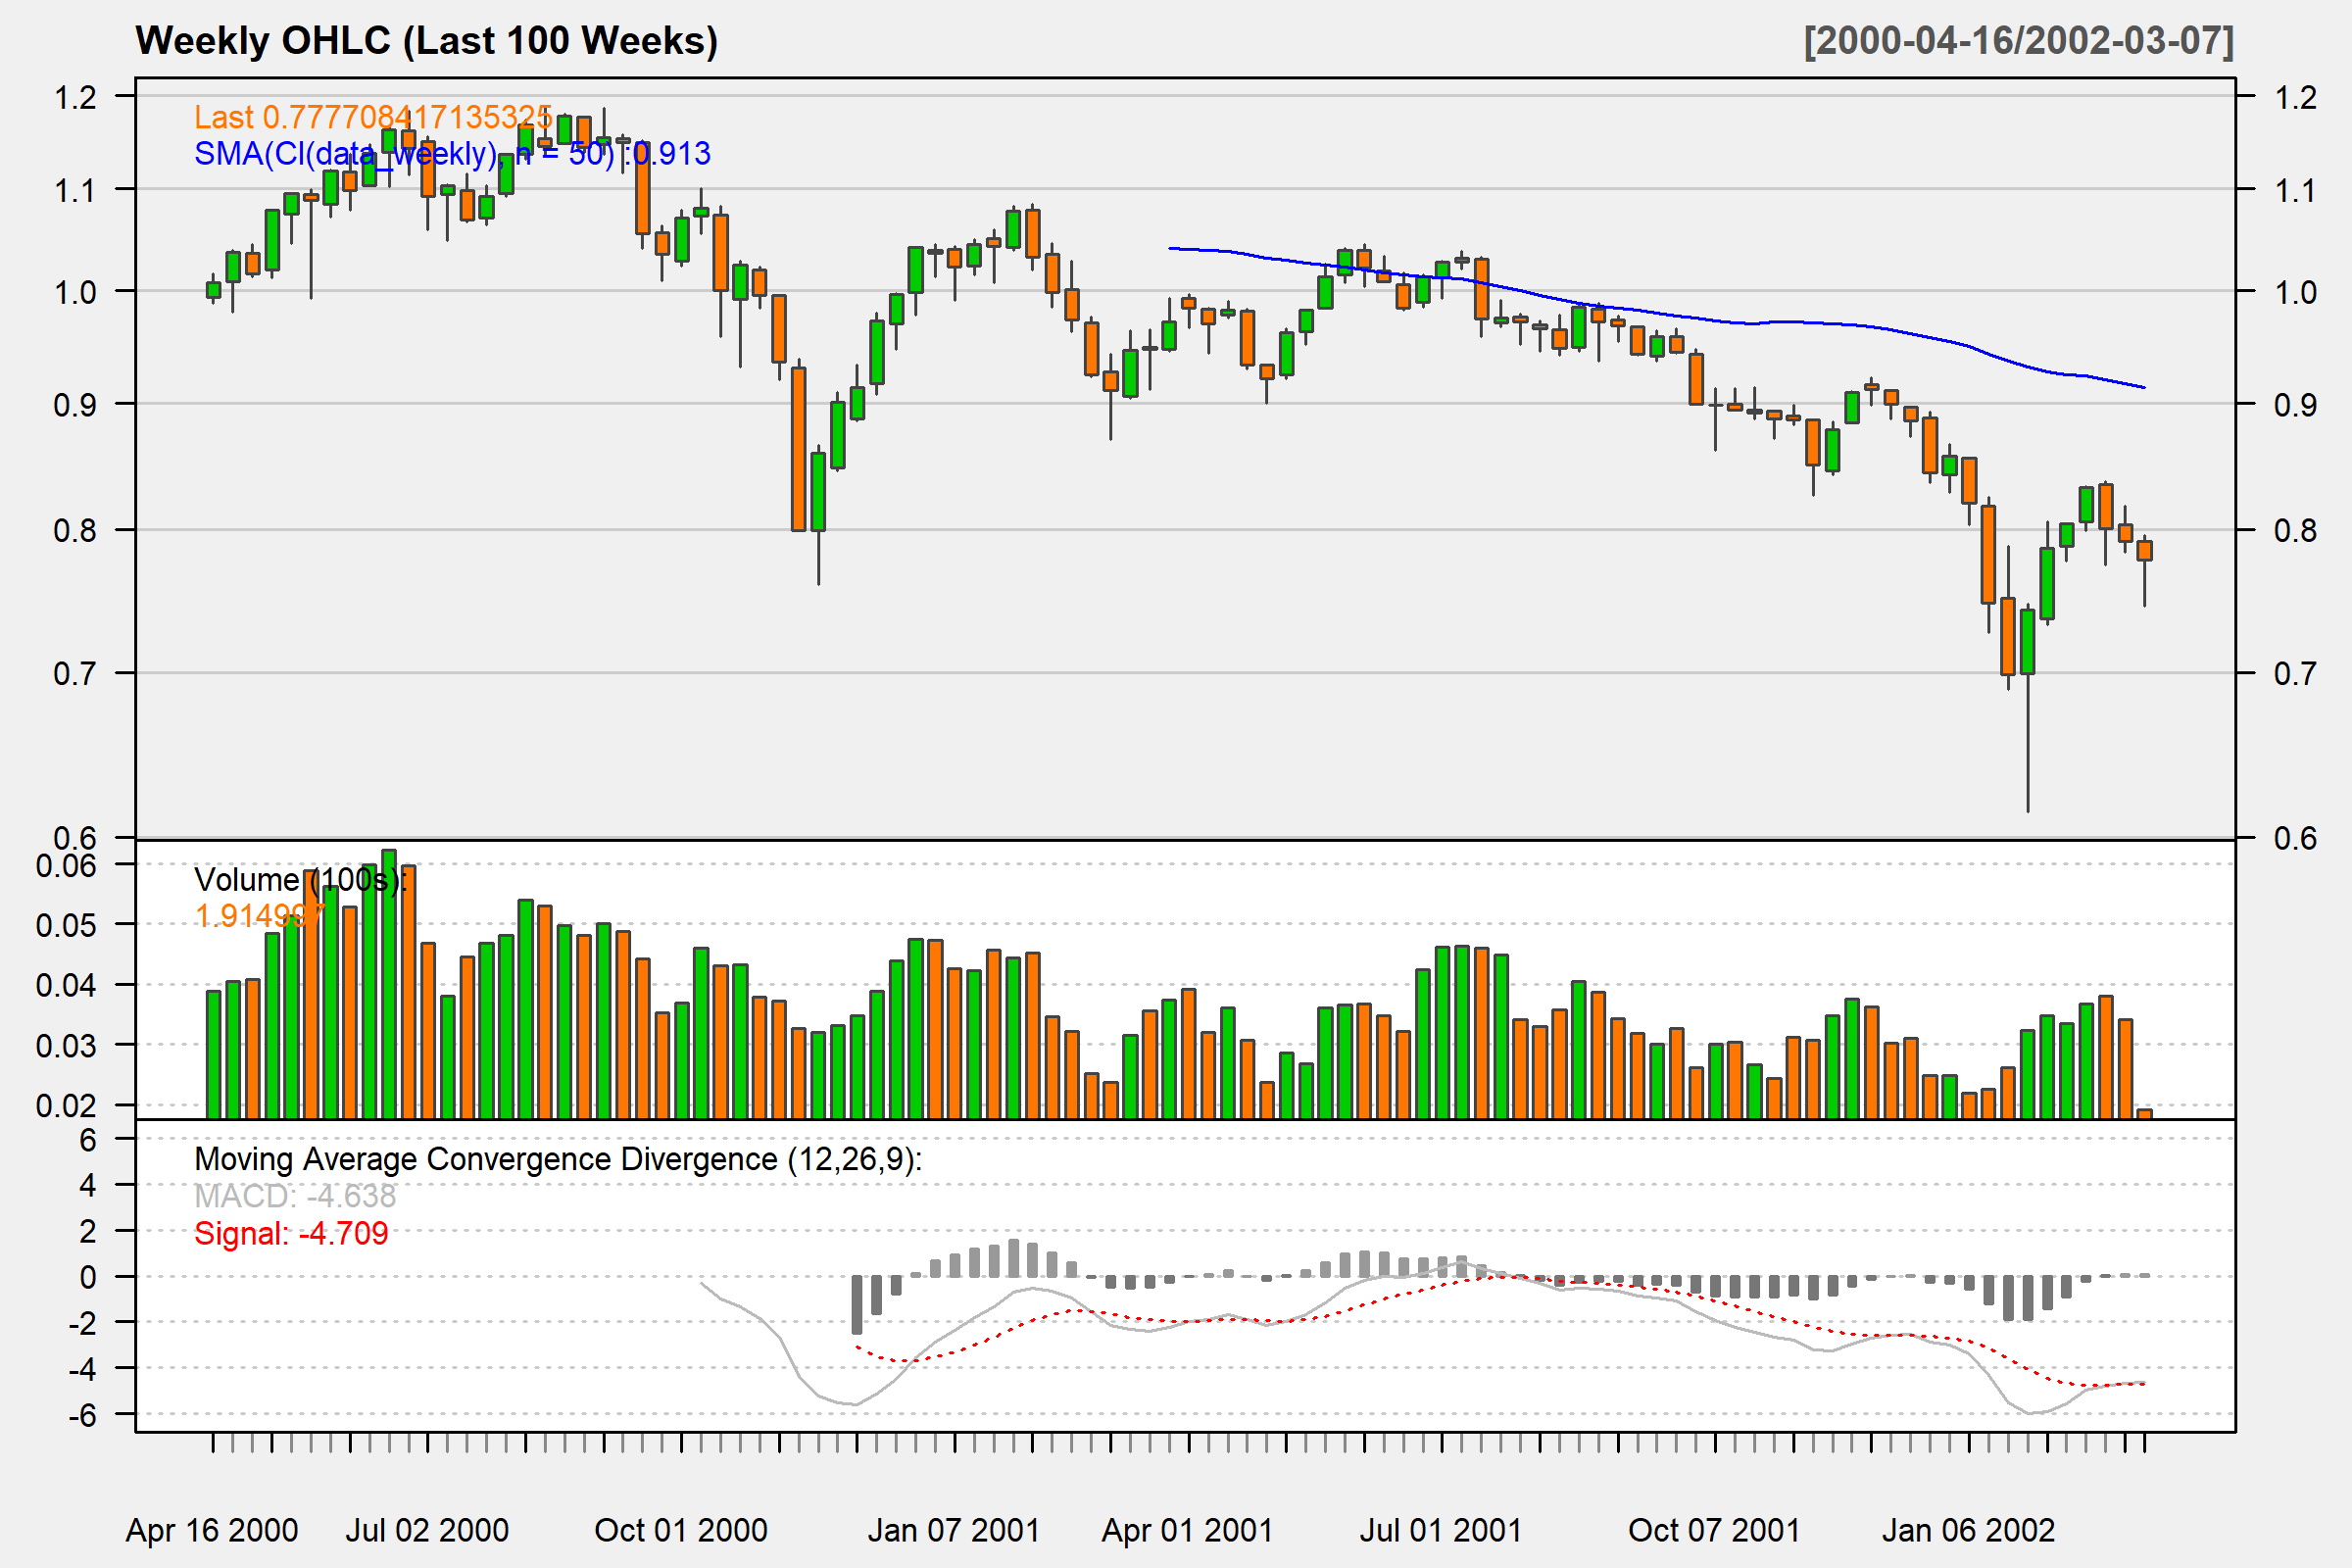 Weekly OHLC (Last 100 Weeks)
[2000-04-16/2002-03-07]
Last 0.777708417135325
SMA(Cl(data_weekly), n = 50) :0.913
1.2
1.1
1.0
0.9
0.8
0.7
0.6
1.2
1.1
1.0
0.9
0.8
0.7
0.6
Volume (100s):
1.914997
0.06
0.05
0.04
0.03
0.02
Moving Average Convergence Divergence (12,26,9):
MACD: -4.638
Signal: -4.709
6
4
2
0
-2
-4
-6
Apr 16 2000
Jul 02 2000
Oct 01 2000
Jan 07 2001
Apr 01 2001
Jul 01 2001
Oct 07 2001
Jan 06 2002